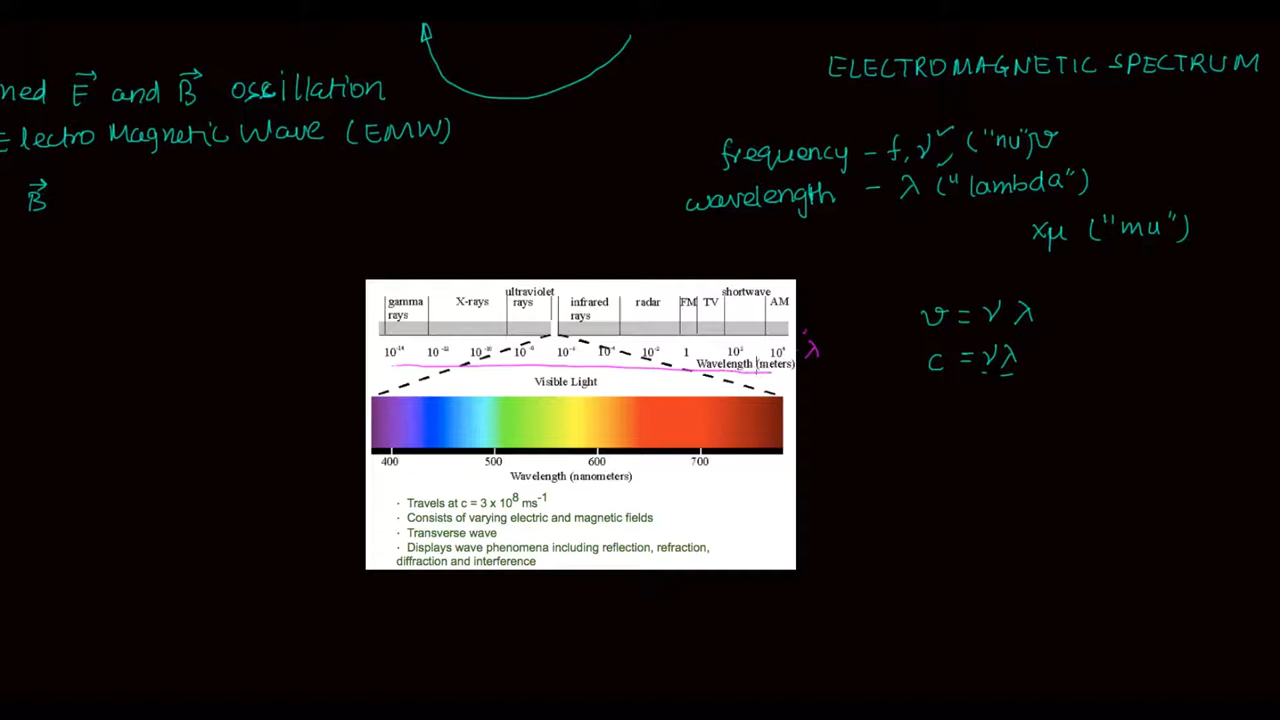 ned E⃗ and B⃗ oscillation
Electro Magnetic Wave (EMW)
B⃗
ELECTROMAGNETIC SPECTRUM
frequency - f, ν ("nu") v
wavelength - λ ("lambda")
xμ ("mu")
v = ν λ
c = νλ
gamma rays X-rays ultraviolet rays infrared rays radar FM TV shortwave AM
10⁻¹⁴ 10⁻¹² 10⁻¹⁰ 10⁻⁸ 10⁻⁴ 10⁻² 1 10² 10⁴ λ
Wavelength (meters)
Visible Light
400 500 600 700
Wavelength (nanometers)
· Travels at c = 3 x 10⁸ ms⁻¹
· Consists of varying electric and magnetic fields
· Transverse wave
· Displays wave phenomena including reflection, refraction,
diffraction and interference